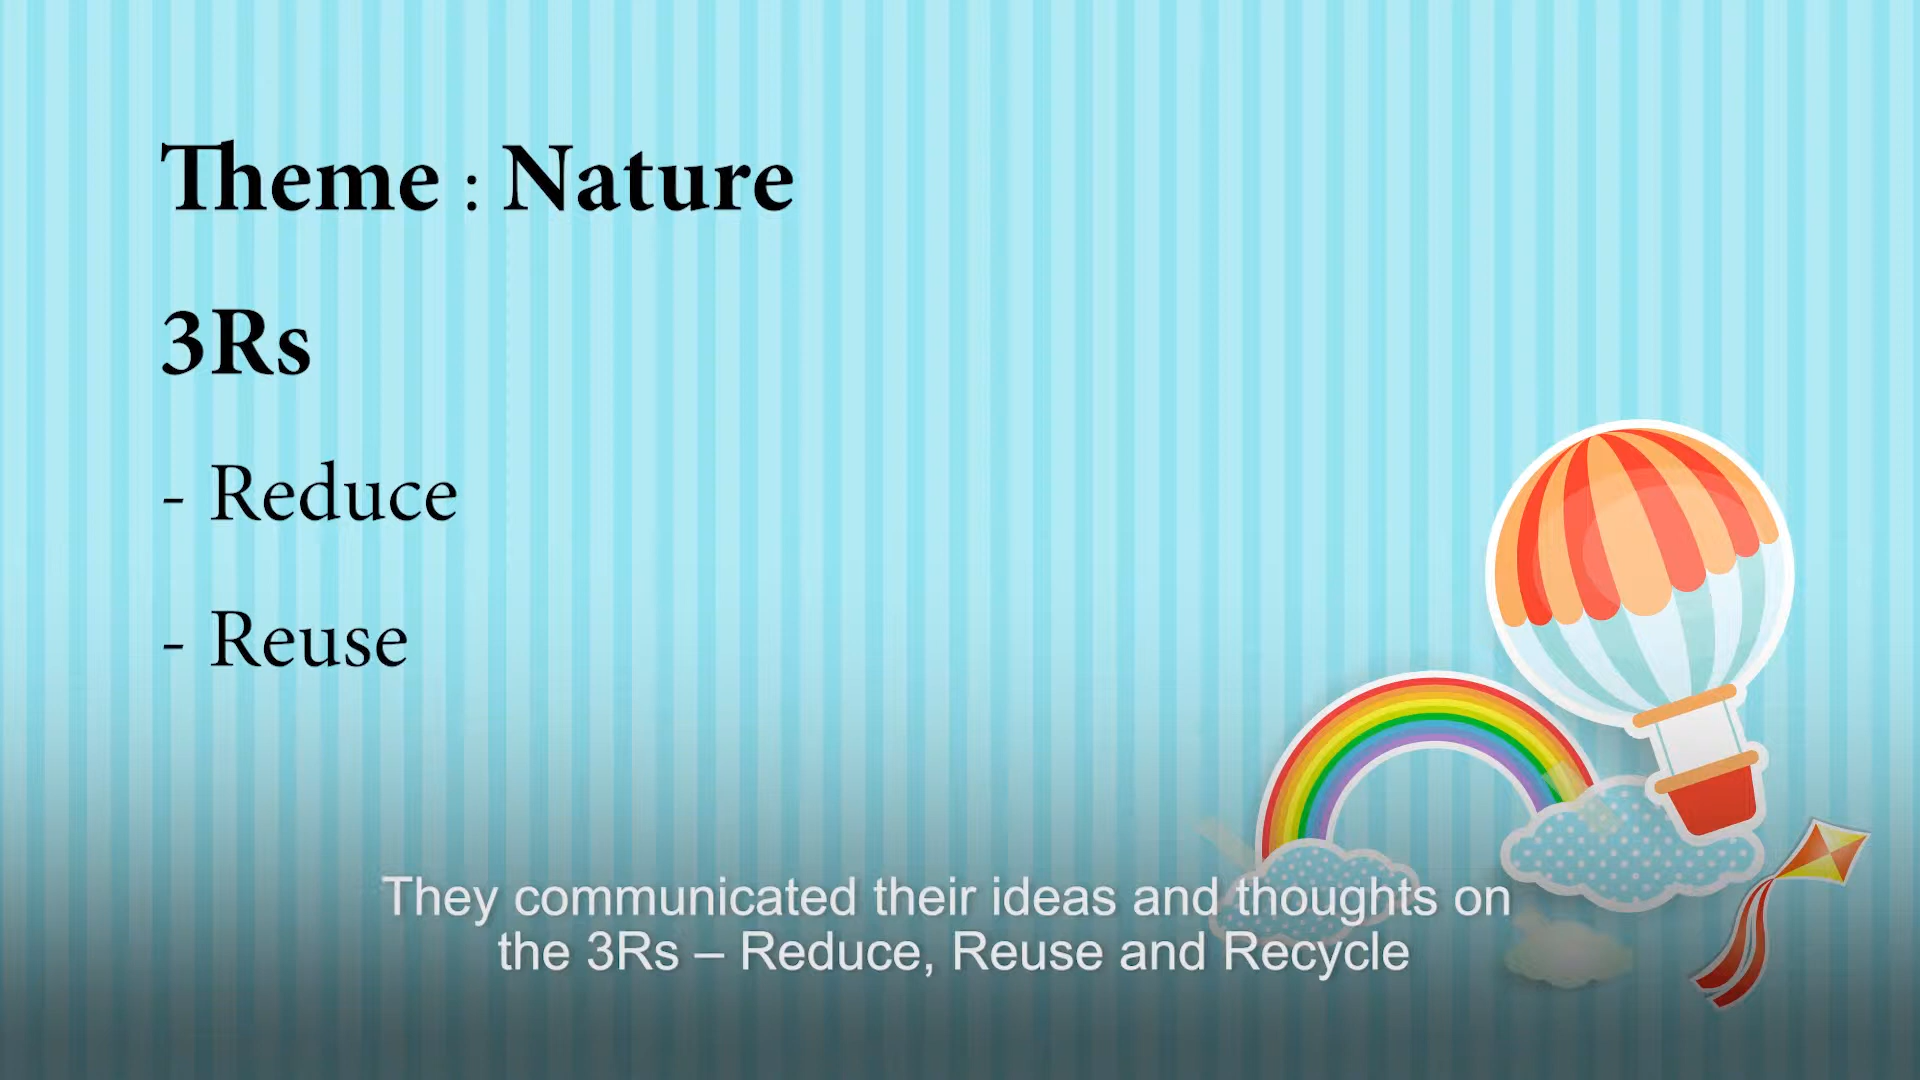 Theme : Nature
3Rs
- Reduce
- Reuse
They communicated their ideas and thoughts on
the 3Rs – Reduce, Reuse and Recycle